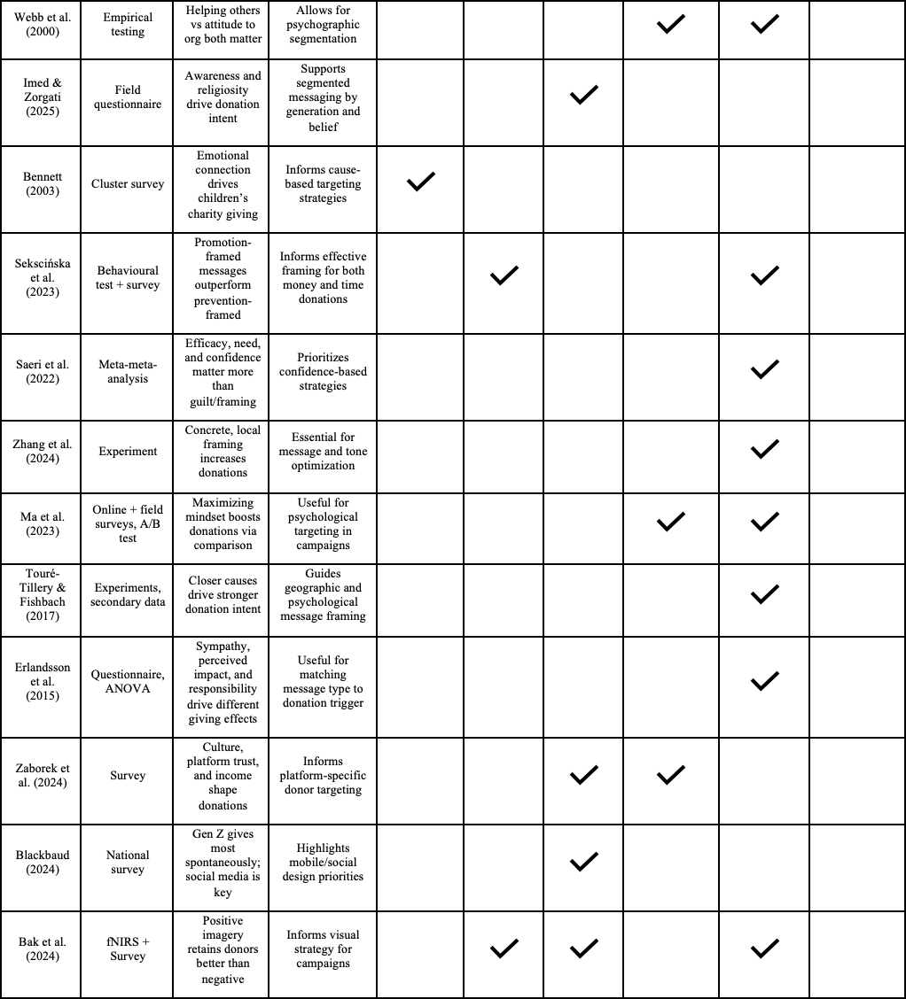 Webb et al.
(2000)
Empirical
testing
Helping others
vs attitude to
org both matter
Allows for
psychographic
segmentation
Imed &
Zorgati
(2025)
Field
questionnaire
Awareness and
religiosity
drive donation
intent
Supports
segmented
messaging by
generation and
belief
Bennett
(2003)
Cluster survey
Emotional
connection
drives
children’s
charity giving
Informs cause-
based targeting
strategies
Sekscińska
et al.
(2023)
Behavioural
test + survey
Promotion-
framed
messages
outperform
prevention-
framed
Informs effective
framing for both
money and time
donations
Saeri et al.
(2022)
Meta-meta-
analysis
Efficacy, need,
and confidence
matter more
than
guilt/framing
Prioritizes
confidence-based
strategies
Zhang et al.
(2024)
Experiment
Concrete, local
framing
increases
donations
Essential for
message and tone
optimization
Ma et al.
(2023)
Online + field
surveys, A/B
test
Maximizing
mindset boosts
donations via
comparison
Useful for
psychological
targeting in
campaigns
Touré-
Tillery &
Fishbach
(2017)
Experiments,
secondary data
Closer causes
drive stronger
donation intent
Guides
geographic and
psychological
message framing
Erlandsson
et al.
(2015)
Questionnaire,
ANOVA
Sympathy,
perceived
impact, and
responsibility
drive different
giving effects
Useful for
matching
message type to
donation trigger
Zaborek et
al. (2024)
Survey
Culture,
platform trust,
and income
shape
donations
Informs
platform-specific
donor targeting
Blackbaud
(2024)
National
survey
Gen Z gives
most
spontaneously;
social media is
key
Highlights
mobile/social
design priorities
Bak et al.
(2024)
fNIRS +
Survey
Positive
imagery
retains donors
better than
negative
Informs visual
strategy for
campaigns